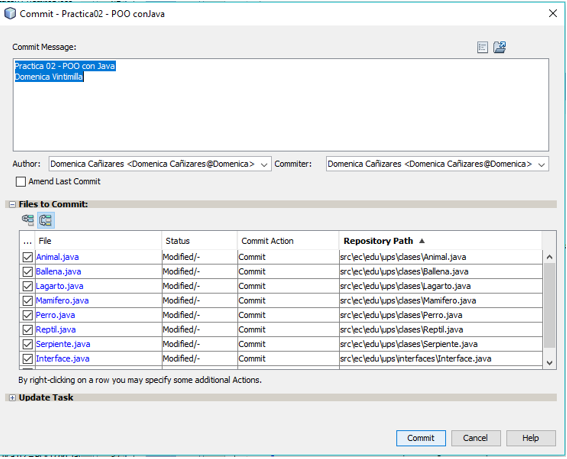 Commit - Practica02 - POO conJava
Commit Message:
Practica 02 - POO con Java
Domenica Vintimilla
Author: Domenica Cañizares <Domenica Cañizares@Domenica> Commiter: Domenica Cañizares <Domenica Cañizares@Domenica>
Amend Last Commit
Files to Commit:
... File Status Commit Action Repository Path
Animal.java Modified/- Commit src\ec\edu\ups\clases\Animal.java
Ballena.java Modified/- Commit src\ec\edu\ups\clases\Ballena.java
Lagarto.java Modified/- Commit src\ec\edu\ups\clases\Lagarto.java
Mamifero.java Modified/- Commit src\ec\edu\ups\clases\Mamifero.java
Perro.java Modified/- Commit src\ec\edu\ups\clases\Perro.java
Reptil.java Modified/- Commit src\ec\edu\ups\clases\Reptil.java
Serpiente.java Modified/- Commit src\ec\edu\ups\clases\Serpiente.java
Interface.java Modified/- Commit src\ec\edu\ups\interfaces\Interface.java
By right-clicking on a row you may specify some additional Actions.
Update Task
Commit Cancel Help